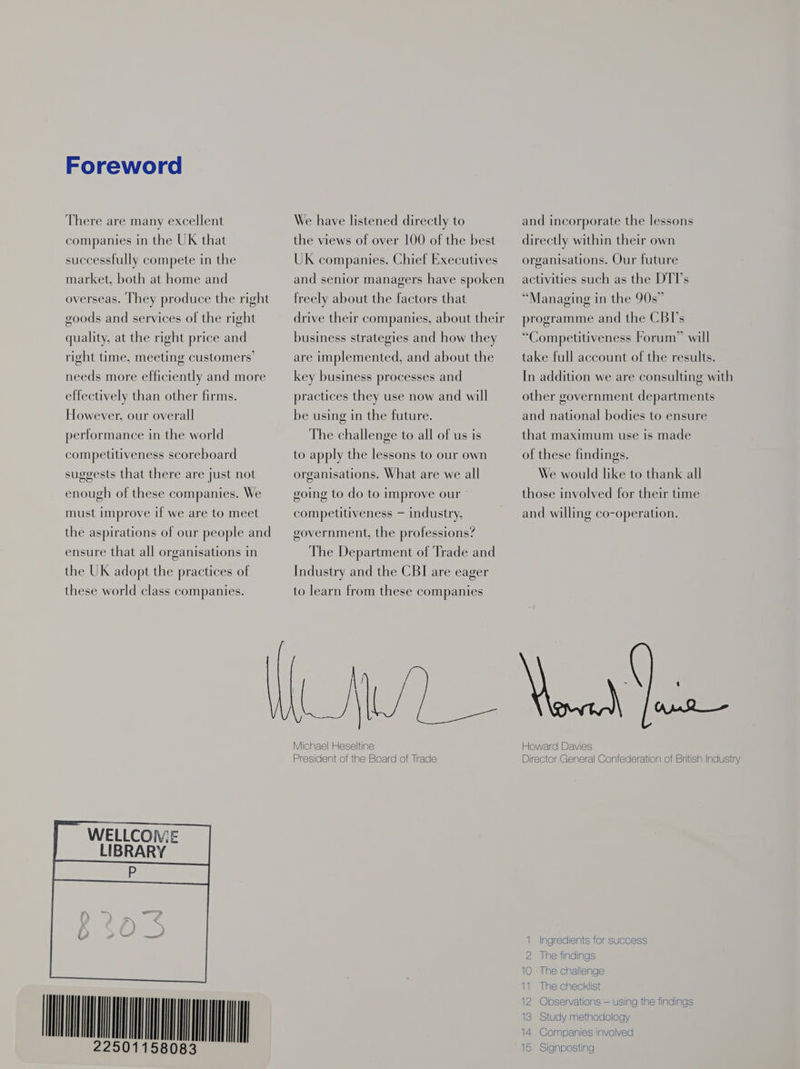 Foreword
There are many excellent
companies in the UK that
successfully compete in the
market, both at home and
overseas. They produce the right
goods and services of the right
quality, at the right price and
right time, meeting customers'
needs more efficiently and more
effectively than other firms.
However, our overall
performance in the world
competitiveness scoreboard
suggests that there are just not
enough of these companies. We
must improve if we are to meet
the aspirations of our people and
ensure that all organisations in
the UK adopt the practices of
these world class companies.
We have listened directly to
the views of over 100 of the best
UK companies. Chief Executives
and senior managers have spoken
freely about the factors that
drive their companies, about their
business strategies and how they
are implemented, and about the
key business processes and
practices they use now and will
be using in the future.
The challenge to all of us is
to apply the lessons to our own
organisations. What are we all
going to do to improve our
competitiveness – industry,
government, the professions?
The Department of Trade and
Industry and the CBI are eager
to learn from these companies
and incorporate the lessons
directly within their own
organisations. Our future
activities such as the DTI's
“Managing in the 90s”
programme and the CBI's
“Competitiveness Forum” will
take full account of the results.
In addition we are consulting with
other government departments
and national bodies to ensure
that maximum use is made
of these findings.
We would like to thank all
those involved for their time
and willing co-operation.
Michael Heseltine
President of the Board of Trade
Howard Davies
Director General Confederation of British Industry
WELLCOME
LIBRARY
P
8303
22501158083
1 Ingredients for success
2 The findings
10 The challenge
11 The checklist
12 Observations – using the findings
13 Study methodology
14 Companies involved
15 Signposting